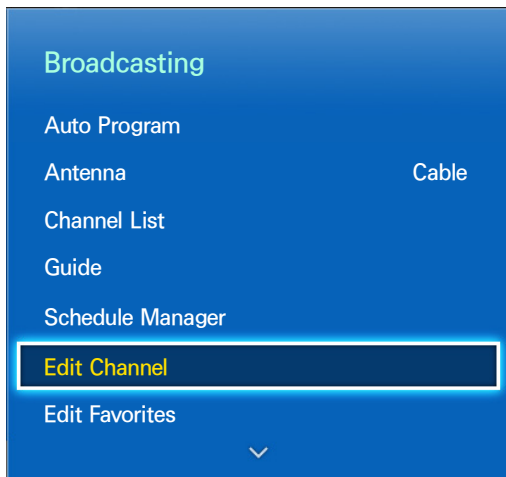 Broadcasting
Auto Program
Antenna Cable
Channel List
Guide
Schedule Manager
Edit Channel
Edit Favorites